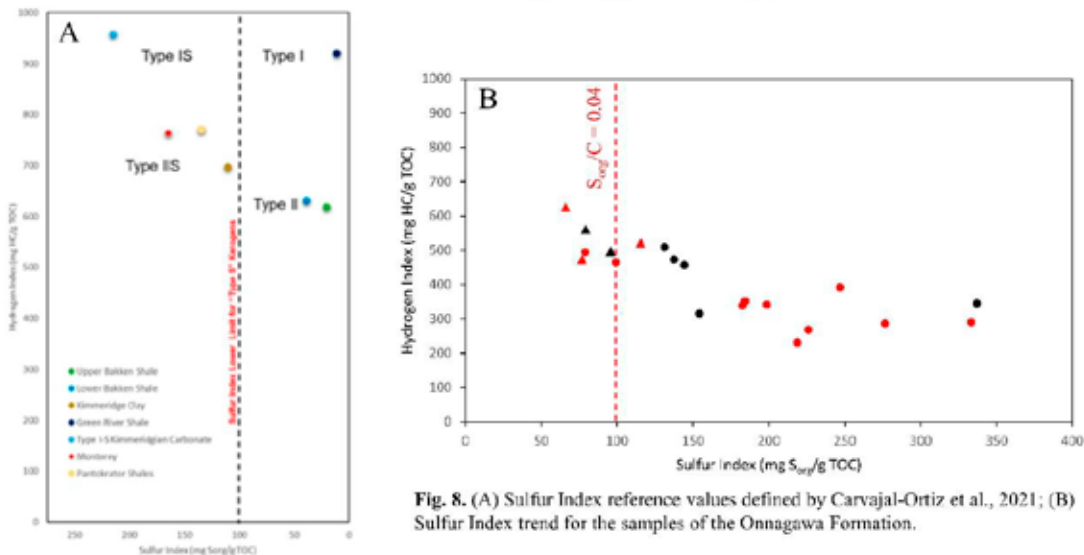 A
1000
900
800
700
600
500
400
300
200
100
0
Hydrogen Index (mg HC/g TOC)
Type IS
Type I
Type IIS
Type II
Sulfur Index Lower Limit for "Type S" Kerogens
Upper Bakken Shale
Lower Bakken Shale
Kimmeridge Clay
Green River Shale
Type I-S Kimmeridgian Carbonate
Monterey
Pantokrator Shales
200 150 100 50 0
Sulfur Index (mg Sorg/g TOC)
B
1000
900
800
700
600
500
400
300
200
100
0
Hydrogen Index (mg HC/g TOC)
Sorg/C = 0.04
0 50 100 150 200 250 300 350 400
Sulfur Index (mg Sorg/g TOC)
Fig. 8. (A) Sulfur Index reference values defined by Carvajal-Ortiz et al., 2021; (B)
Sulfur Index trend for the samples of the Onnagawa Formation.